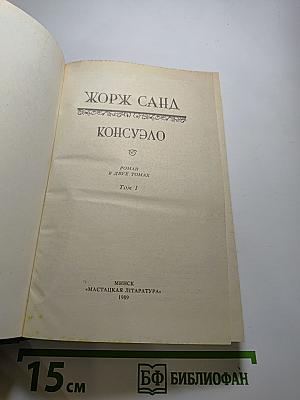 ЖОРЖ САНД
КОНСУЭЛО
РОМАН
В ДВУХ ТОМАХ
Том 1
МИНСК
«МАСТАЦКАЯ ЛІТАРАТУРА»
1989
15 см
БФ БИБЛИОФАН